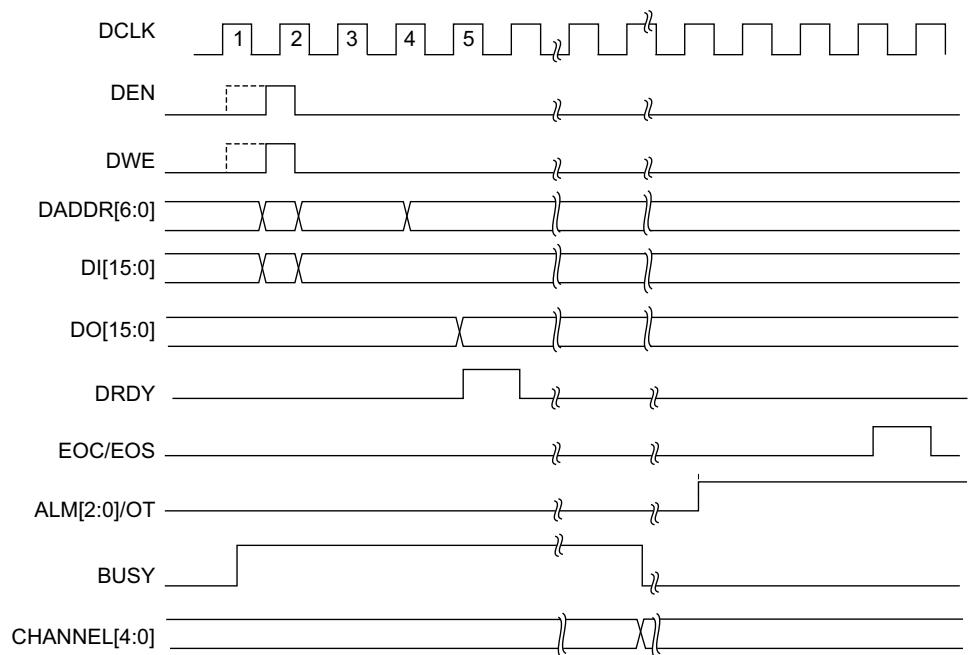 DCLK
1 2 3 4 5
DEN
DWE
DADDR[6:0]
DI[15:0]
DO[15:0]
DRDY
EOC/EOS
ALM[2:0]/OT
BUSY
CHANNEL[4:0]